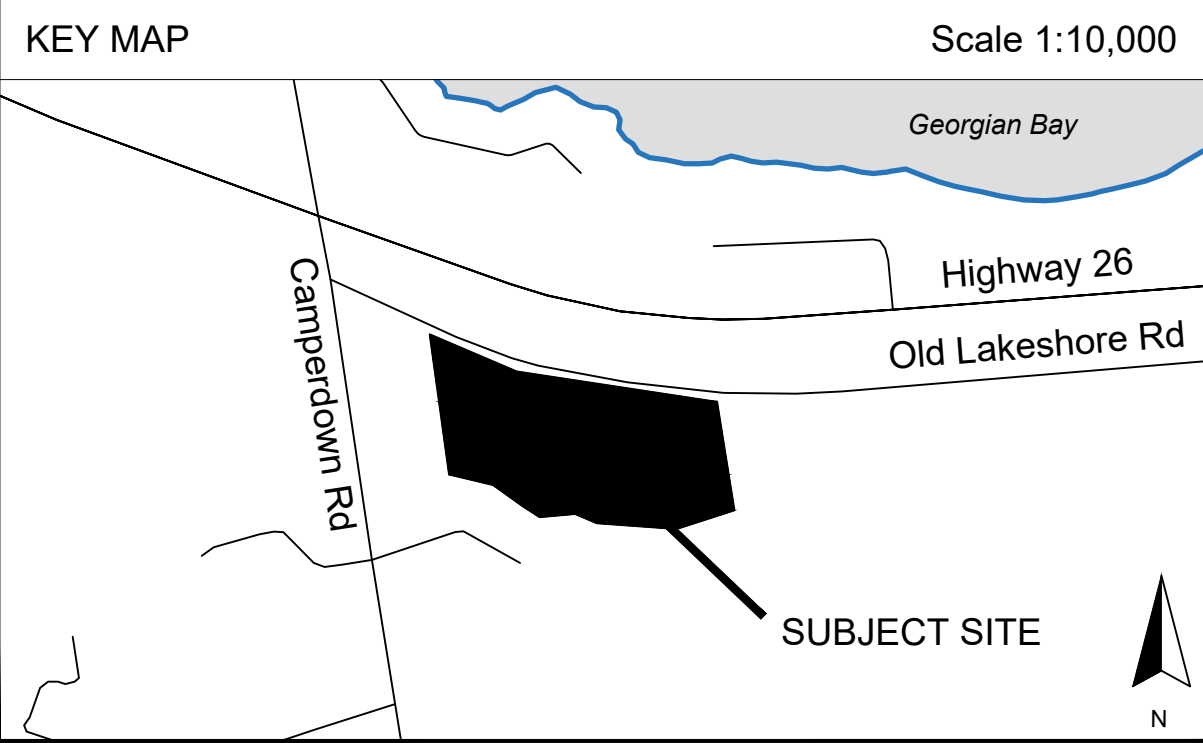 KEY MAP
Scale 1:10,000
Georgian Bay
Highway 26
Old Lakeshore Rd
Camperdown Rd
SUBJECT SITE
N